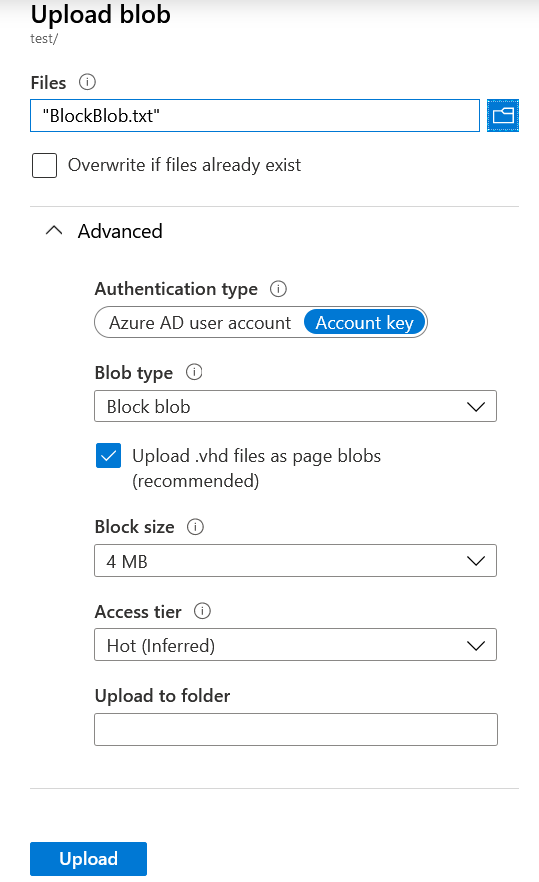 Upload blob
test/
Files
"BlockBlob.txt"
Overwrite if files already exist
Advanced
Authentication type
Azure AD user account Account key
Blob type
Block blob
Upload .vhd files as page blobs
(recommended)
Block size
4 MB
Access tier
Hot (Inferred)
Upload to folder
Upload